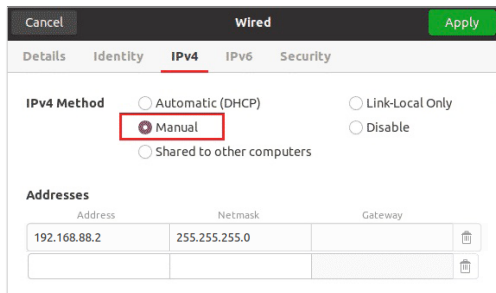 Cancel Wired Apply
Details Identity IPv4 IPv6 Security
IPv4 Method Automatic (DHCP) Link-Local Only
Manual Disable
Shared to other computers
Addresses
Address Netmask Gateway
192.168.88.2 255.255.255.0